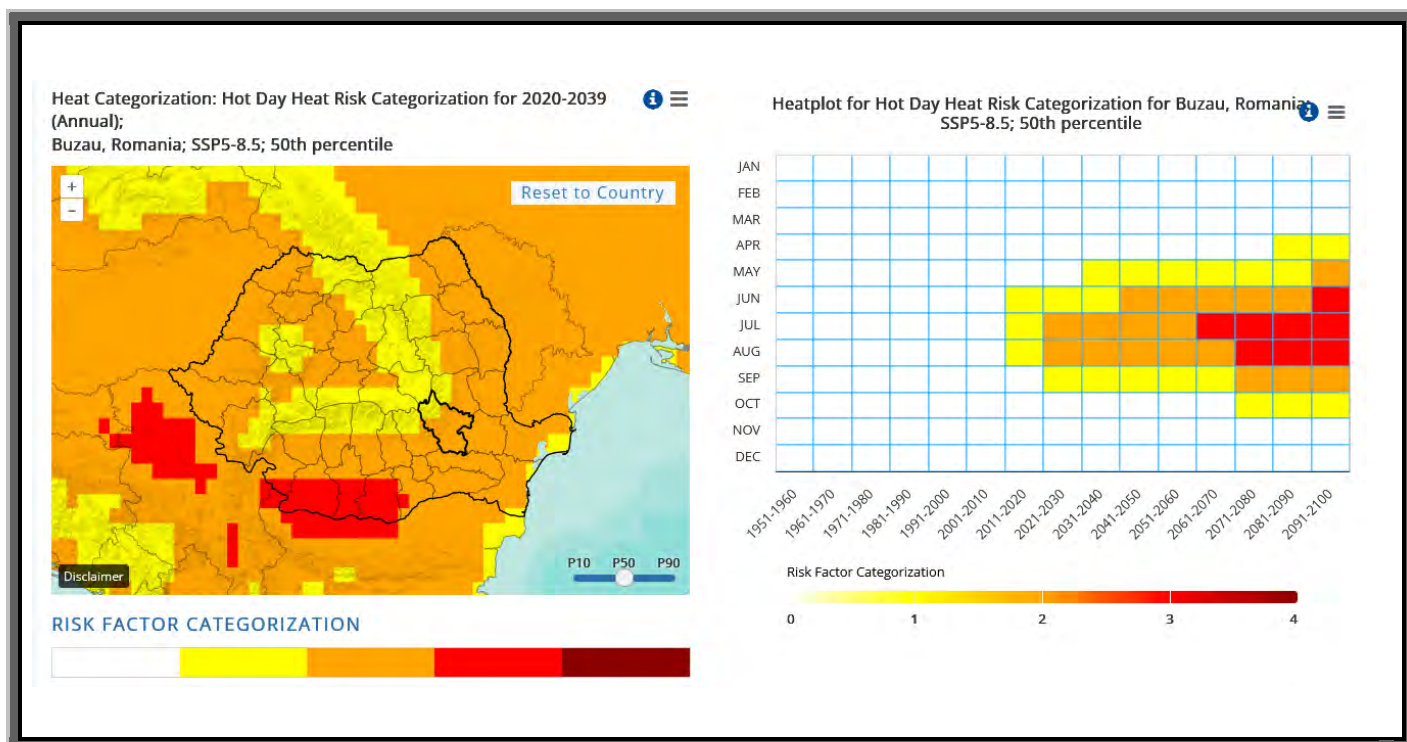 Heat Categorization: Hot Day Heat Risk Categorization for 2020-2039
(Annual);
Buzau, Romania; SSP5-8.5; 50th percentile
+
−
Reset to Country
Disclaimer
P10 P50 P90
RISK FACTOR CATEGORIZATION
Heatplot for Hot Day Heat Risk Categorization for Buzau, Romania;
SSP5-8.5; 50th percentile
JAN
FEB
MAR
APR
MAY
JUN
JUL
AUG
SEP
OCT
NOV
DEC
1951-1960
1961-1970
1971-1980
1981-1990
1991-2000
2001-2010
2011-2020
2021-2030
2031-2040
2041-2050
2051-2060
2061-2070
2071-2080
2081-2090
2091-2100
Risk Factor Categorization
0 1 2 3 4